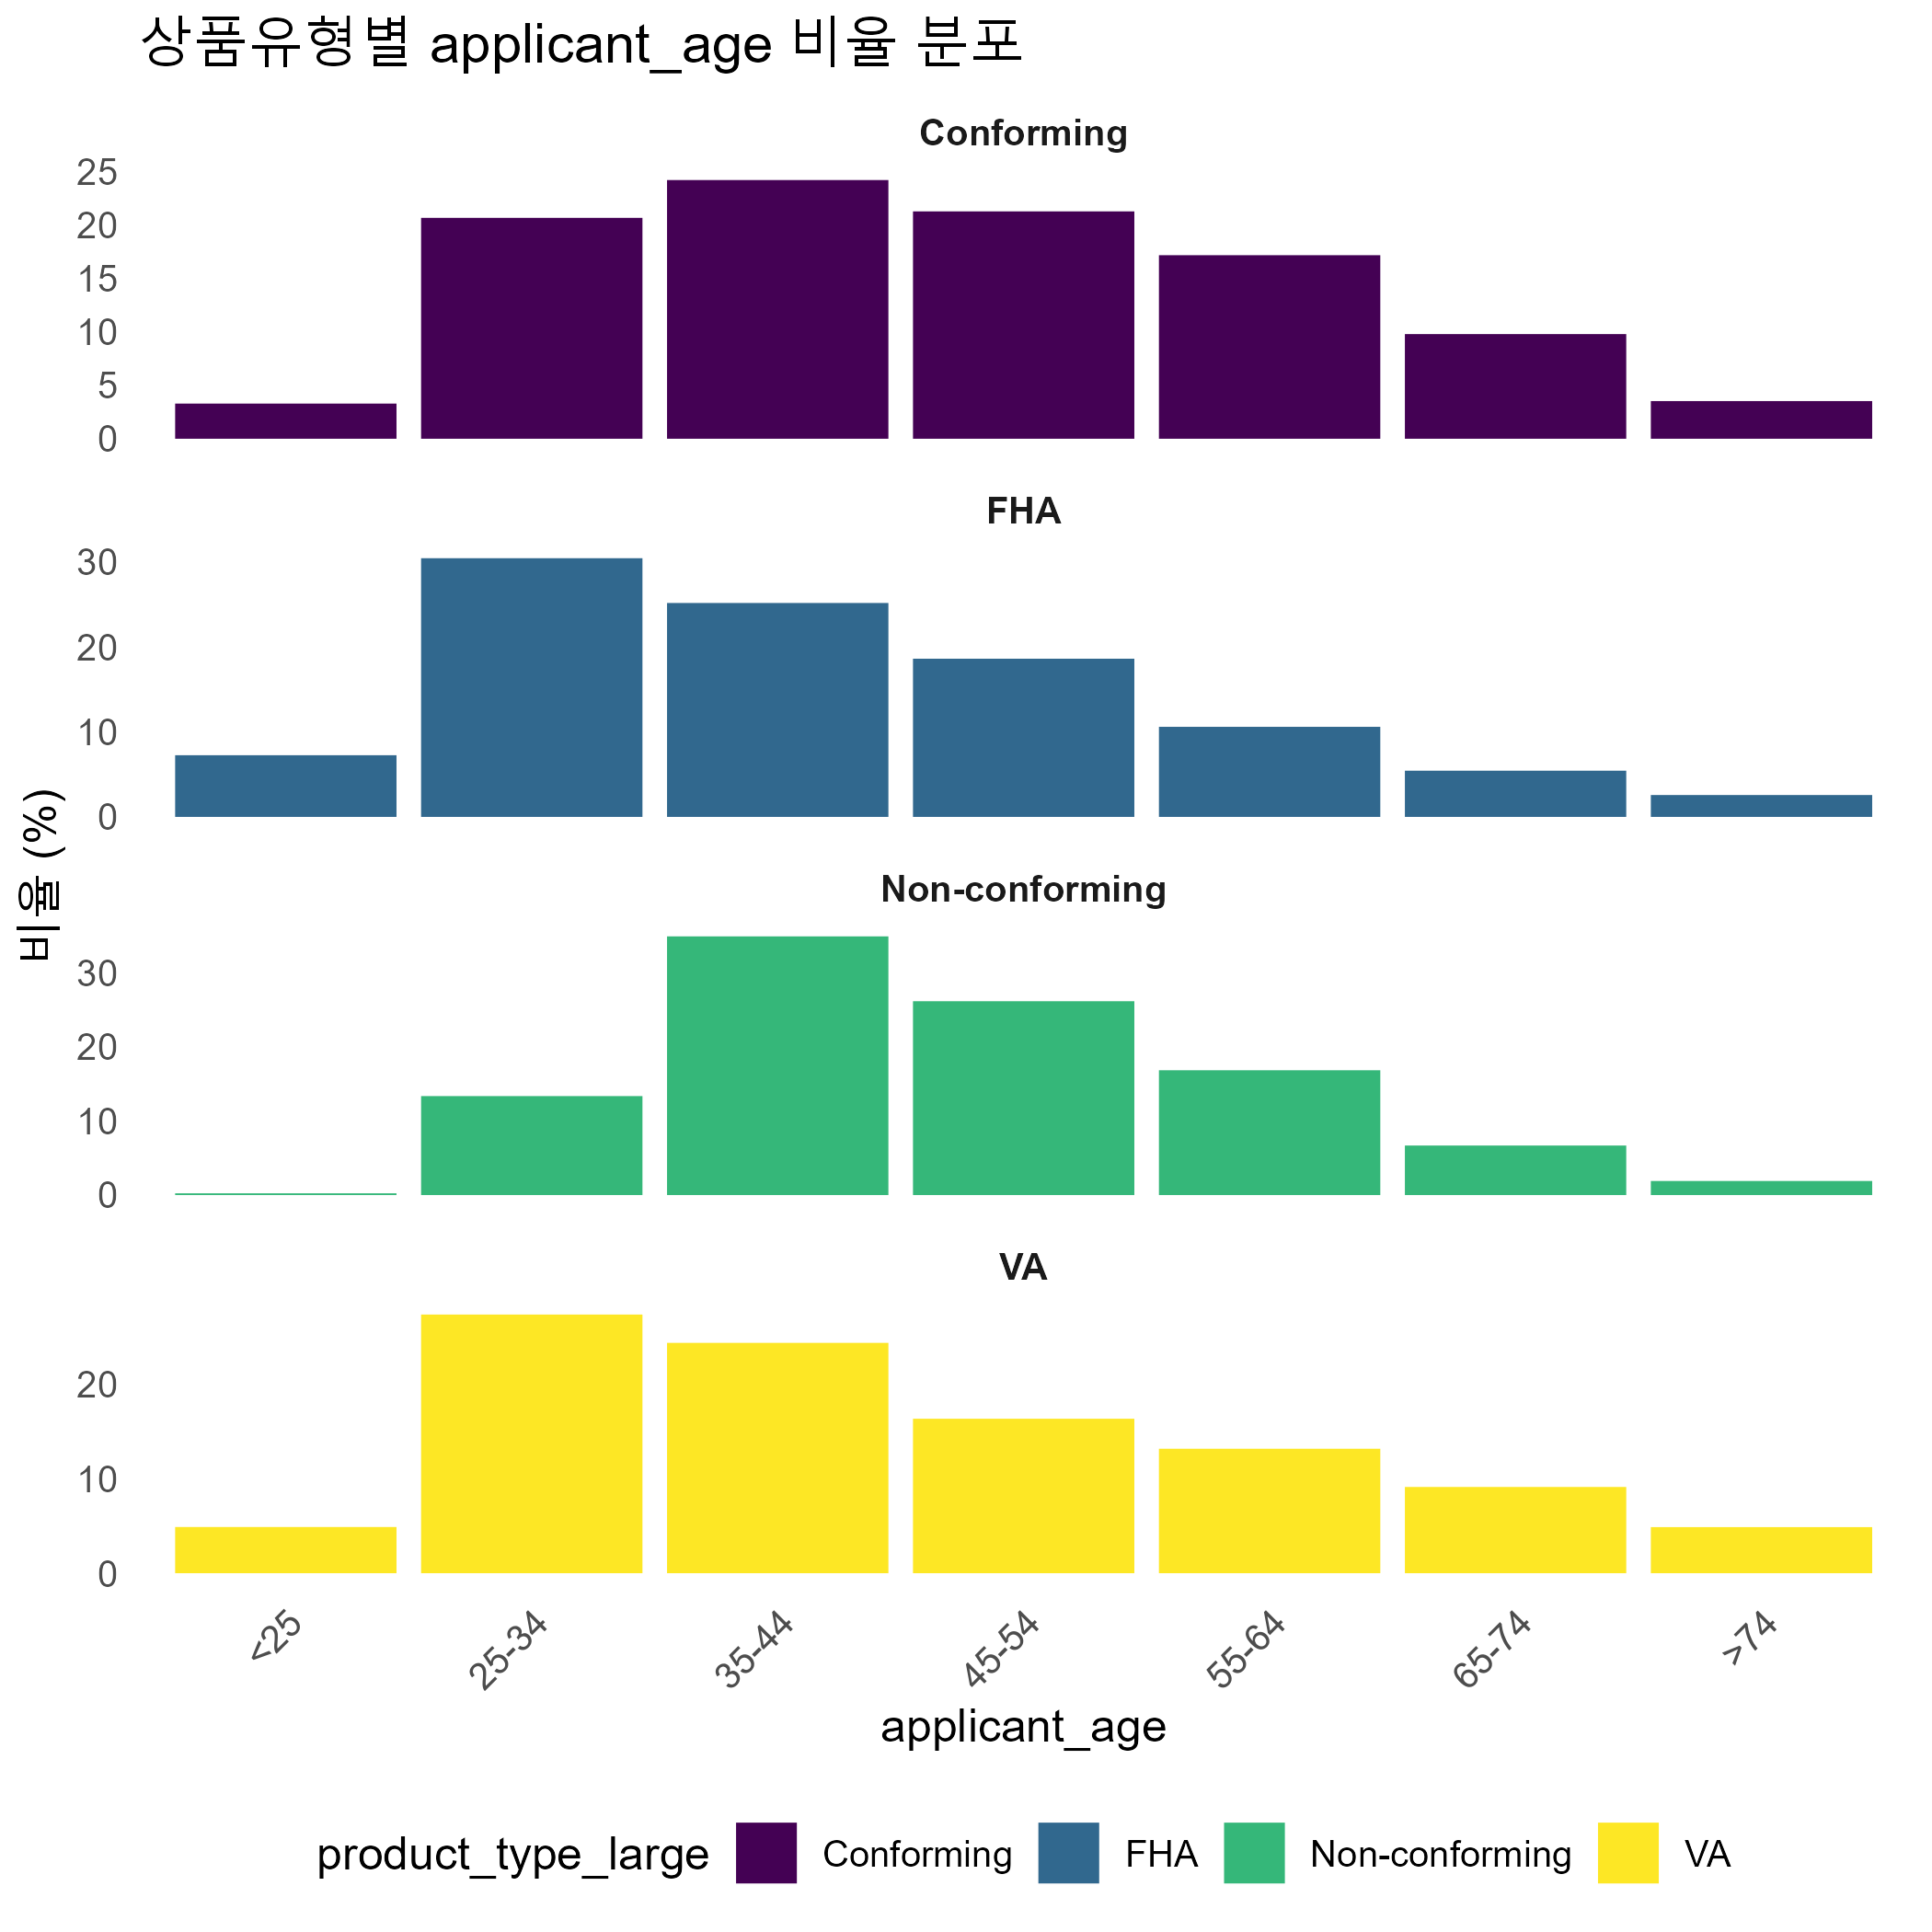 상품유형별 applicant_age 비율 분포
Conforming
25
20
15
10
5
0
FHA
30
20
10
0
Non-conforming
30
20
10
0
VA
20
10
0
비율 (%)
<25 25-34 35-44 45-54 55-64 65-74 >74
applicant_age
product_type_large Conforming FHA Non-conforming VA